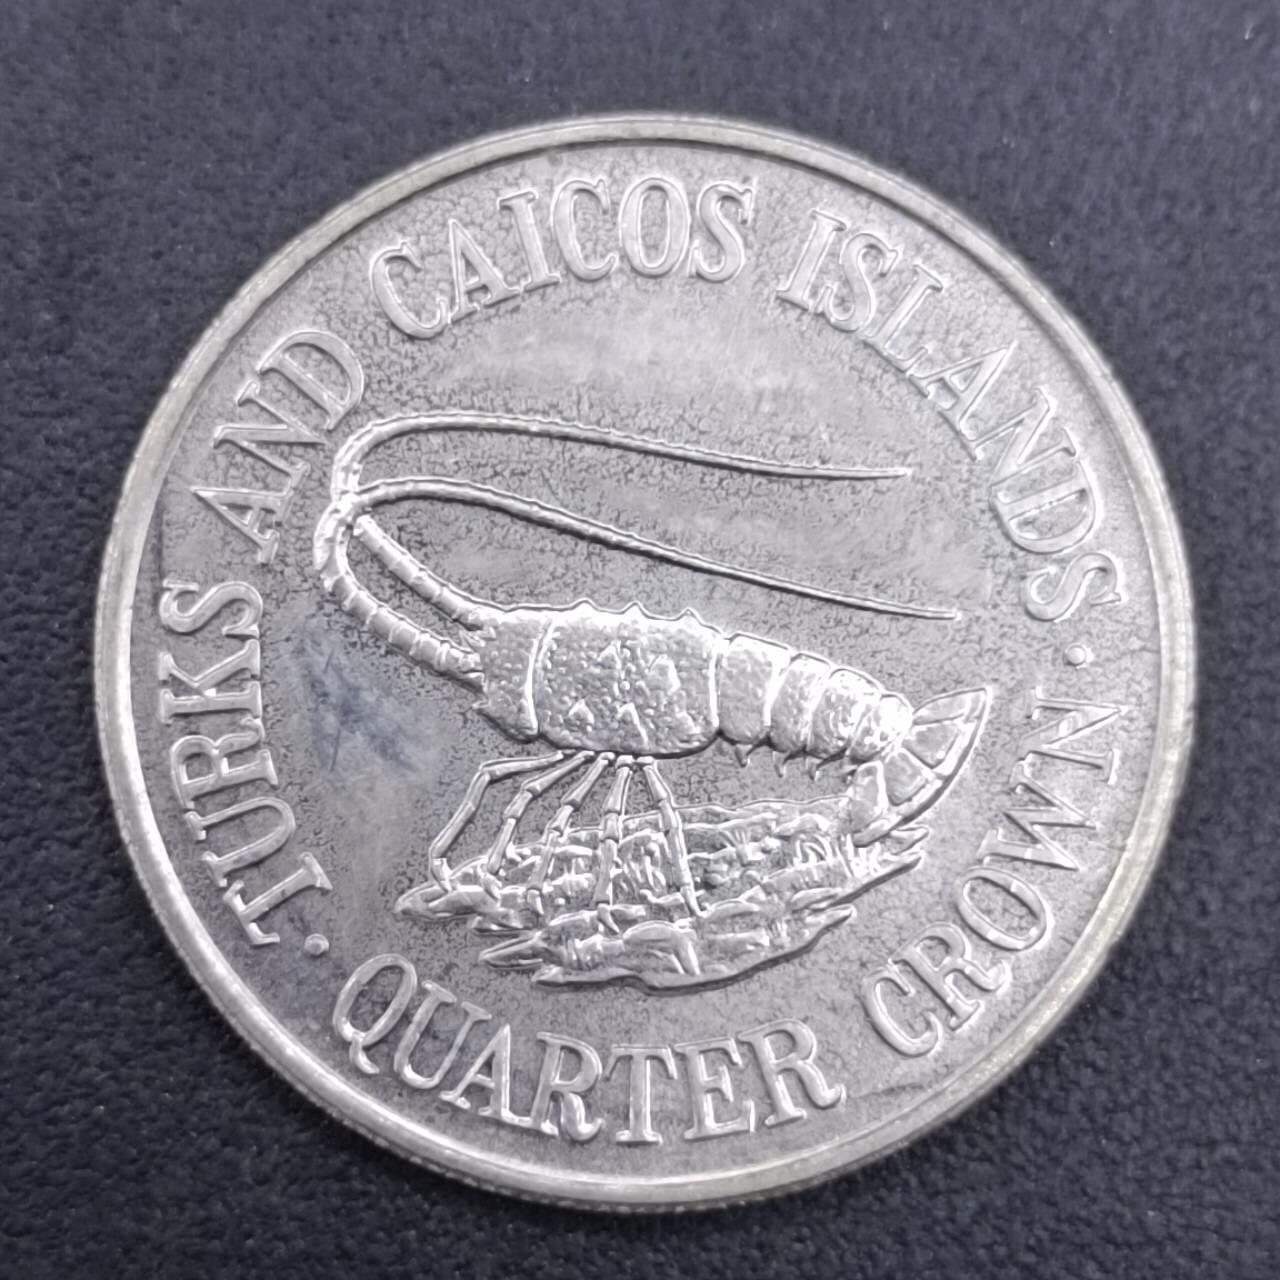 · TURKS AND CAICOS ISLANDS ·
QUARTER CROWN